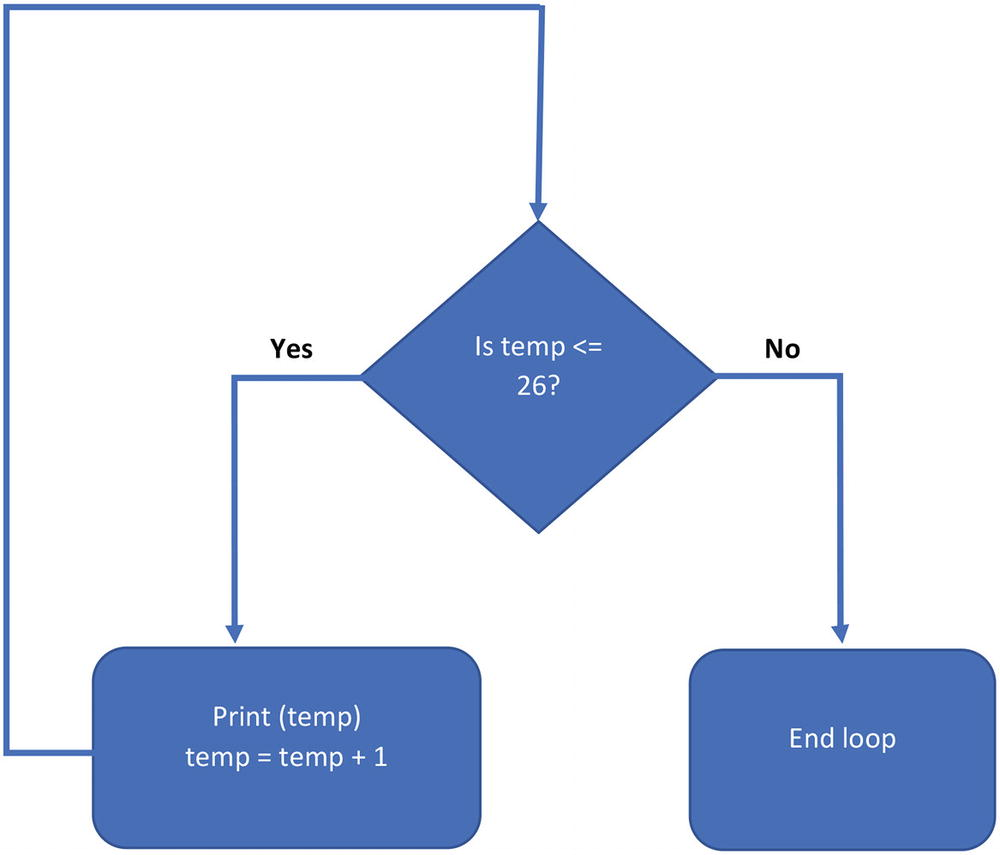 Is temp <=
26?
Yes
No
Print (temp)
temp = temp + 1
End loop